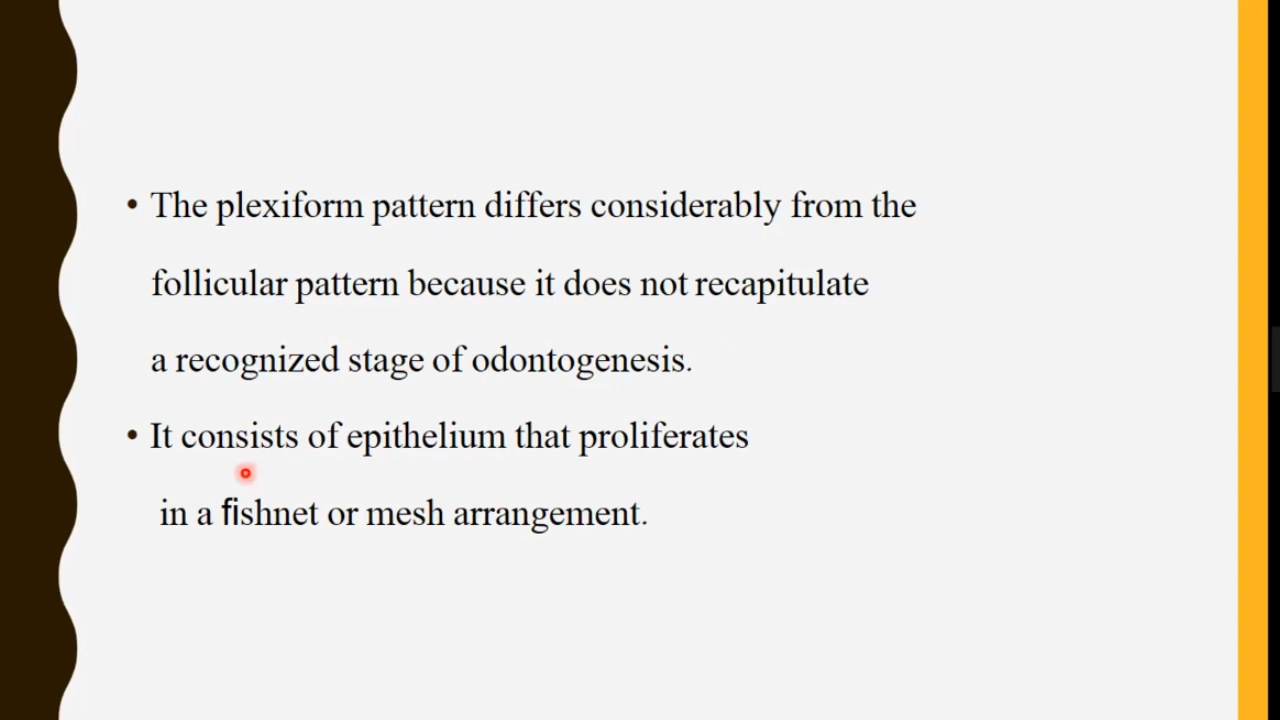 • The plexiform pattern differs considerably from the
follicular pattern because it does not recapitulate
a recognized stage of odontogenesis.
• It consists of epithelium that proliferates
in a fishnet or mesh arrangement.